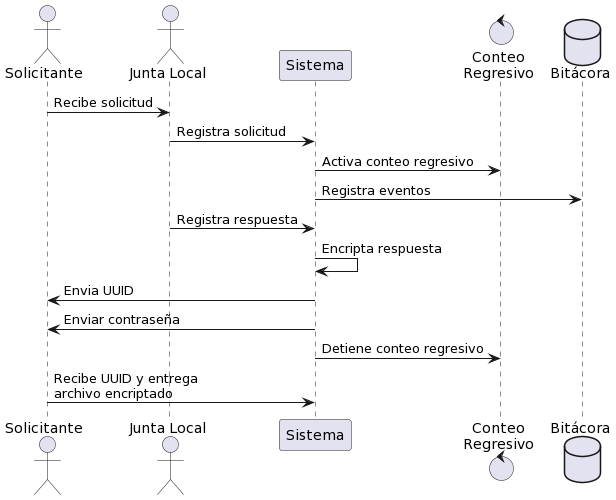 Solicitante
Junta Local
Sistema
Conteo
Regresivo
Bitácora
Recibe solicitud
Registra solicitud
Activa conteo regresivo
Registra eventos
Registra respuesta
Encripta respuesta
Envia UUID
Enviar contraseña
Detiene conteo regresivo
Recibe UUID y entrega
archivo encriptado
Solicitante
Junta Local
Sistema
Conteo
Regresivo
Bitácora